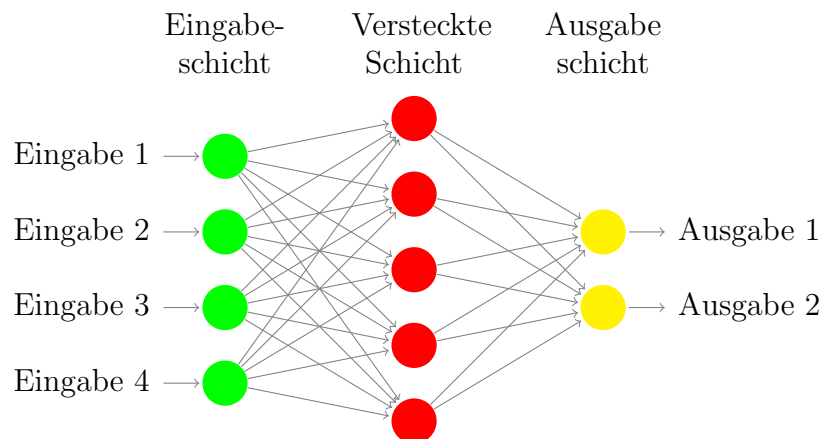 Eingabe-
schicht
Versteckte
Schicht
Ausgabe
schicht
Eingabe 1
Eingabe 2
Eingabe 3
Eingabe 4
Ausgabe 1
Ausgabe 2